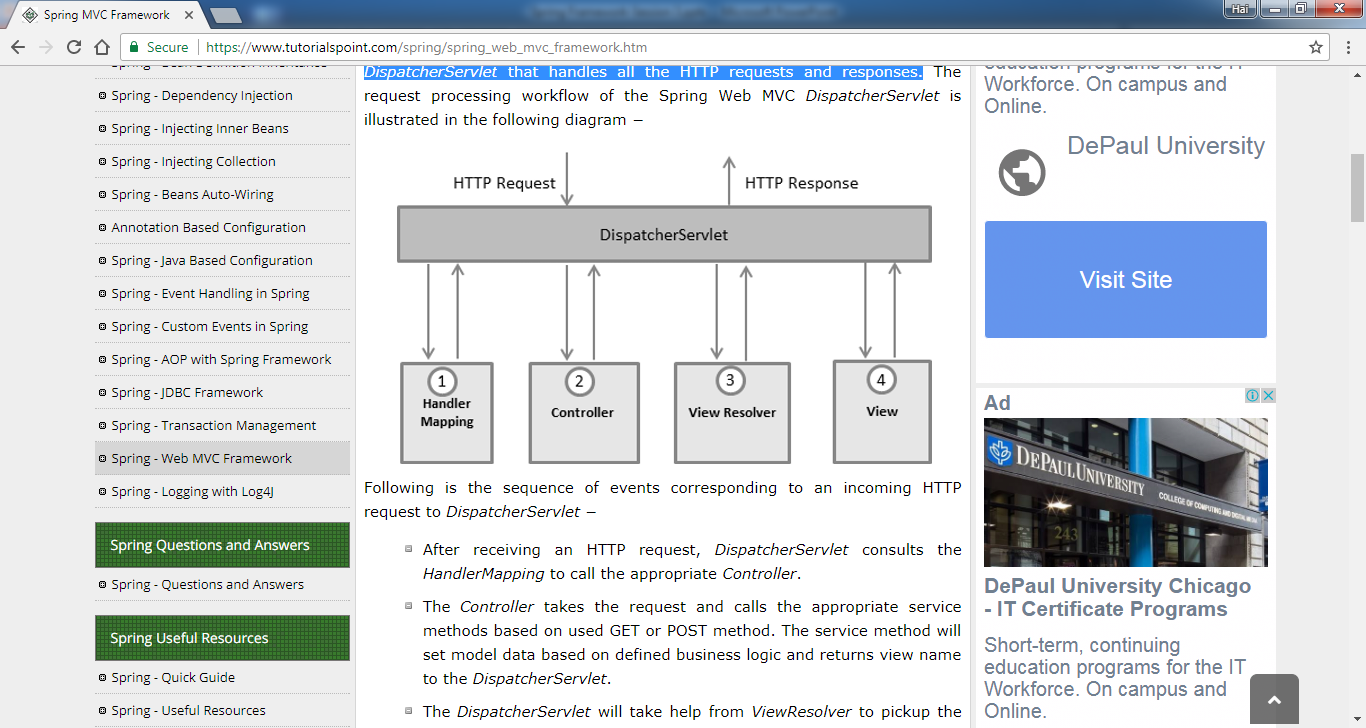 Spring MVC Framework
Hai
Secure
https://www.tutorialspoint.com/spring/spring_web_mvc_framework.htm
Spring - Dependency Injection
Spring - Injecting Inner Beans
Spring - Injecting Collection
Spring - Beans Auto-Wiring
Annotation Based Configuration
Spring - Java Based Configuration
Spring - Event Handling in Spring
Spring - Custom Events in Spring
Spring - AOP with Spring Framework
Spring - JDBC Framework
Spring - Transaction Management
Spring - Web MVC Framework
Spring - Logging with Log4J
Spring Questions and Answers
Spring - Questions and Answers
Spring Useful Resources
Spring - Quick Guide
Spring - Useful Resources
DispatcherServlet that handles all the HTTP requests and responses. The
request processing workflow of the Spring Web MVC DispatcherServlet is
illustrated in the following diagram −
HTTP Request
HTTP Response
DispatcherServlet
1
Handler
Mapping
2
Controller
3
View Resolver
4
View
Following is the sequence of events corresponding to an incoming HTTP
request to DispatcherServlet −
After receiving an HTTP request, DispatcherServlet consults the
HandlerMapping to call the appropriate Controller.
The Controller takes the request and calls the appropriate service
methods based on used GET or POST method. The service method will
set model data based on defined business logic and returns view name
to the DispatcherServlet.
The DispatcherServlet will take help from ViewResolver to pickup the
education programs for the IT
Workforce. On campus and
Online.
DePaul University
Visit Site
Ad
DEPAUL UNIVERSITY
COLLEGE OF COMPUTING AND DIGITAL MEDIA
243
DePaul University Chicago
- IT Certificate Programs
Short-term, continuing
education programs for the IT
Workforce. On campus and
Online.